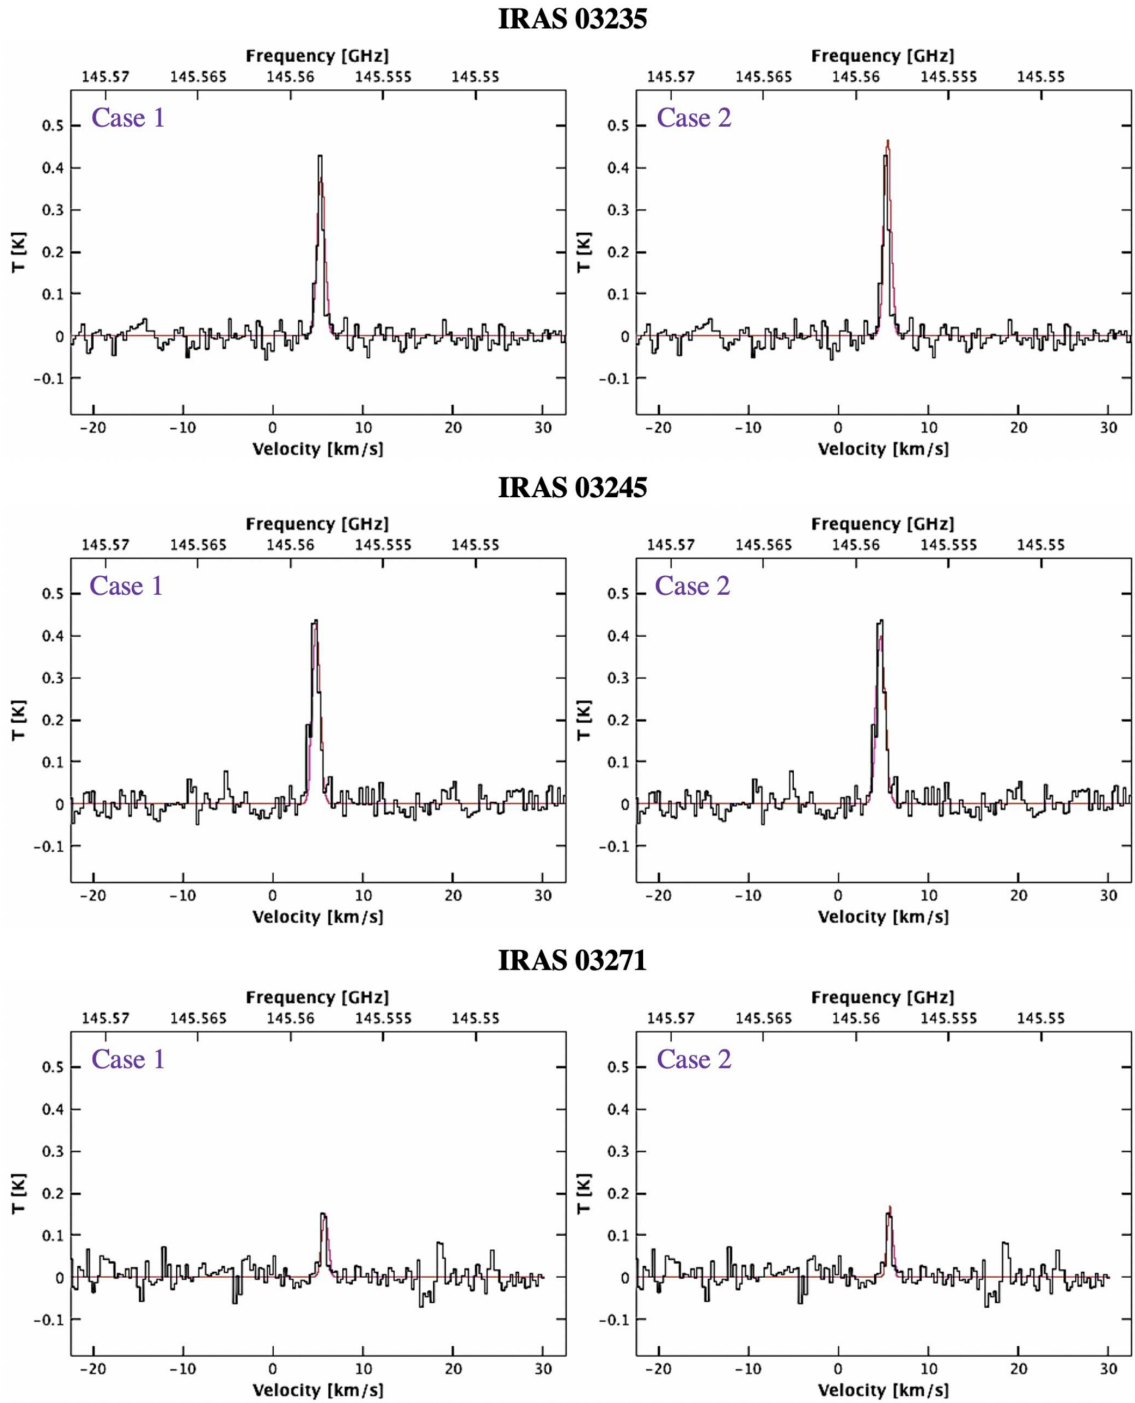 IRAS 03235
Frequency [GHz] Frequency [GHz]
145.57 145.565 145.56 145.555 145.55 145.57 145.565 145.56 145.555 145.55
Case 1 Case 2
0.5 0.5
0.4 0.4
0.3 0.3
T [K] T [K]
0.2 0.2
0.1 0.1
0 0
−0.1 −0.1
−20 −10 0 10 20 30 −20 −10 0 10 20 30
Velocity [km/s] Velocity [km/s]
IRAS 03245
Frequency [GHz] Frequency [GHz]
145.57 145.565 145.56 145.555 145.55 145.57 145.565 145.56 145.555 145.55
Case 1 Case 2
0.5 0.5
0.4 0.4
0.3 0.3
T [K] T [K]
0.2 0.2
0.1 0.1
0 0
−0.1 −0.1
−20 −10 0 10 20 30 −20 −10 0 10 20 30
Velocity [km/s] Velocity [km/s]
IRAS 03271
Frequency [GHz] Frequency [GHz]
145.57 145.565 145.56 145.555 145.55 145.57 145.565 145.56 145.555 145.55
Case 1 Case 2
0.5 0.5
0.4 0.4
0.3 0.3
T [K] T [K]
0.2 0.2
0.1 0.1
0 0
−0.1 −0.1
−20 −10 0 10 20 30 −20 −10 0 10 20 30
Velocity [km/s] Velocity [km/s]